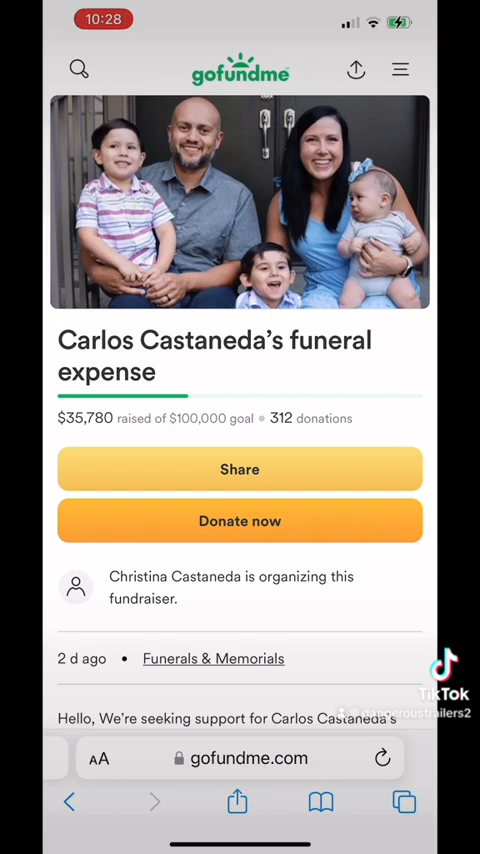 10:28
gofundme
Carlos Castaneda's funeral
expense
$35,780 raised of $100,000 goal • 312 donations
Share
Donate now
Christina Castaneda is organizing this
fundraiser.
2 d ago • Funerals & Memorials
TikTok
@dangeroustrailers2
Hello, We're seeking support for Carlos Castaneda's
AA gofundme.com